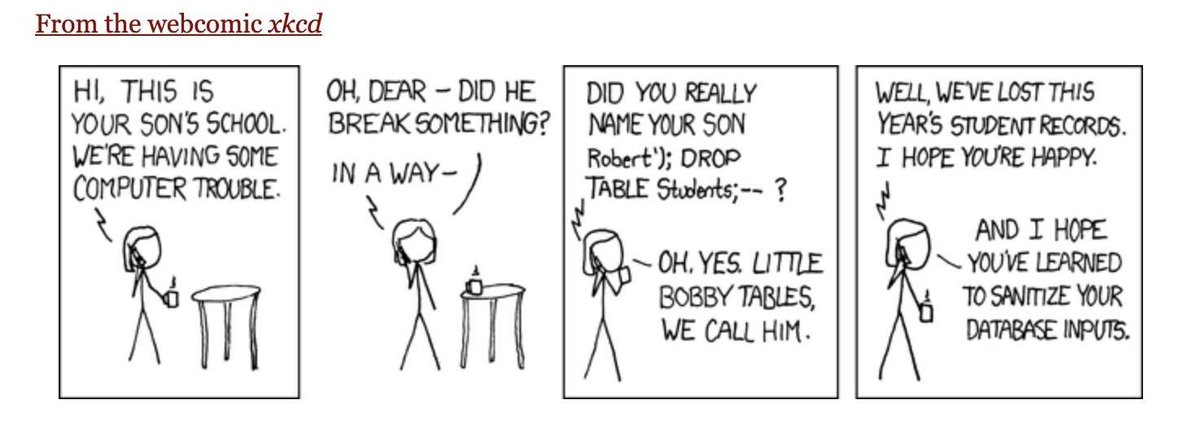 From the webcomic xkcd
HI, THIS IS
YOUR SON'S SCHOOL.
WE'RE HAVING SOME
COMPUTER TROUBLE.
OH, DEAR – DID HE
BREAK SOMETHING?
IN A WAY–
DID YOU REALLY
NAME YOUR SON
Robert'); DROP
TABLE Students;-- ?
OH. YES. LITTLE
BOBBY TABLES,
WE CALL HIM.
WELL, WE'VE LOST THIS
YEAR'S STUDENT RECORDS.
I HOPE YOU'RE HAPPY.
AND I HOPE
YOU'VE LEARNED
TO SANITIZE YOUR
DATABASE INPUTS.